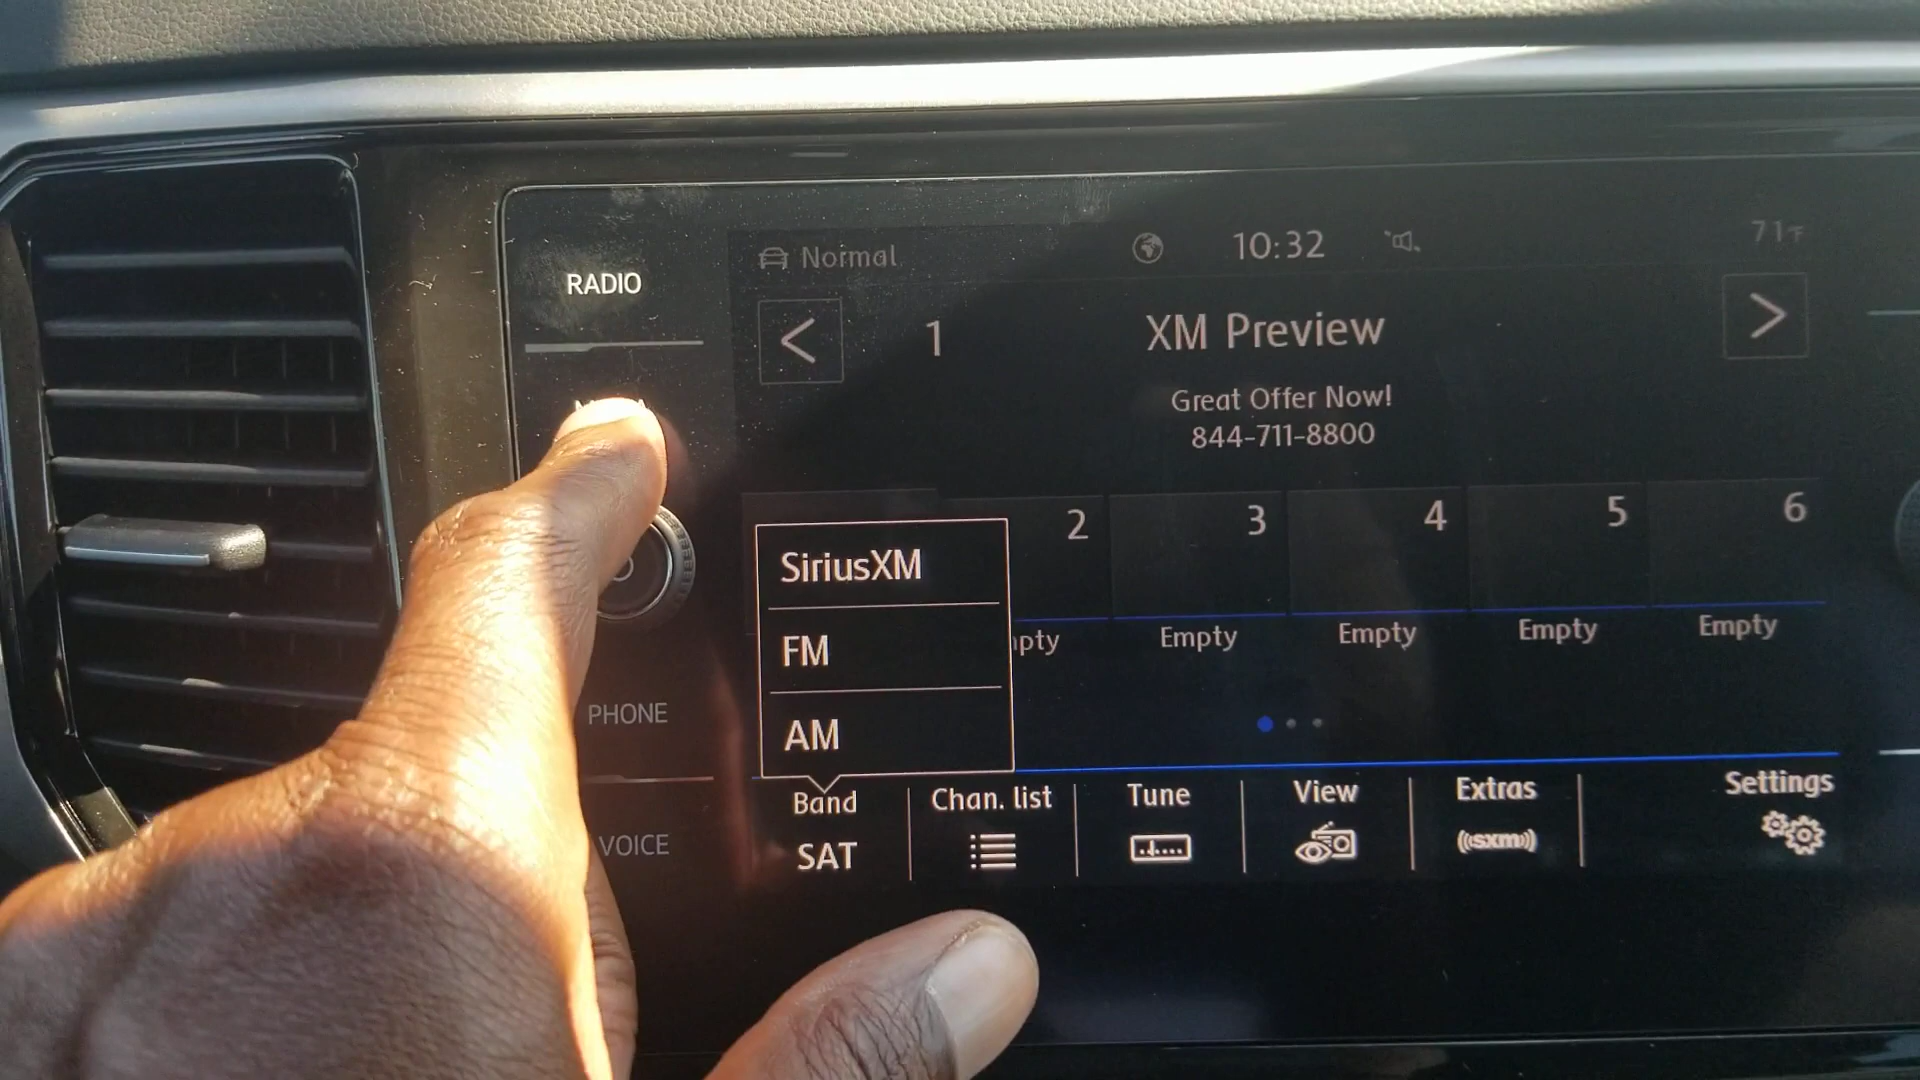 Normal
10:32
71°F
RADIO
1
XM Preview
Great Offer Now!
844-711-8800
2
3
4
5
6
SiriusXM
FM
AM
Empty
Empty
Empty
Empty
PHONE
VOICE
Band
SAT
Chan. list
Tune
View
Extras
((sxm))
Settings